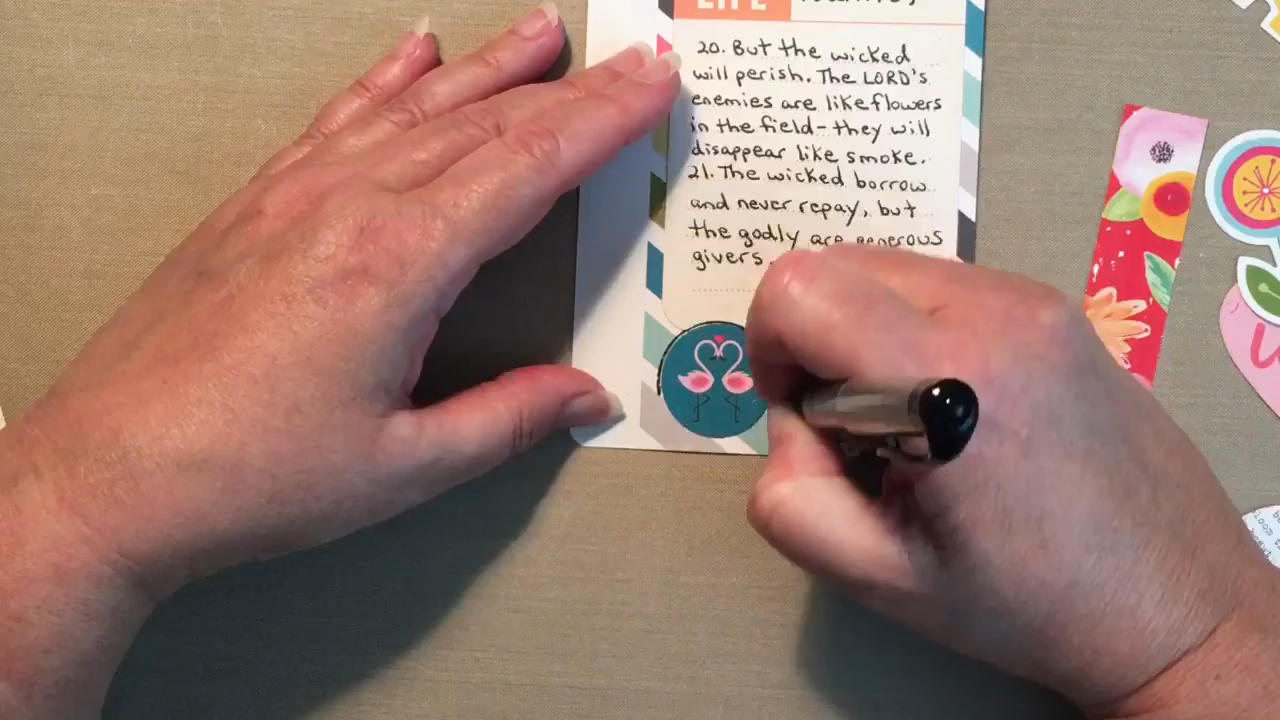 LIFE
20. But the wicked
will perish. The LORD's
enemies are like flowers
in the field - they will
disappear like smoke.
21. The wicked borrow
and never repay, but
the godly are generous
givers.